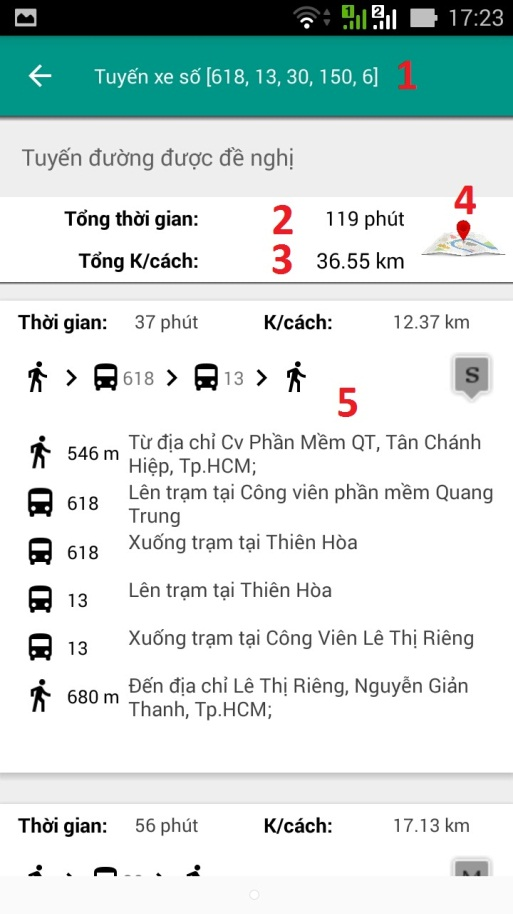 1 2 17:23
Tuyến xe số [618, 13, 30, 150, 6] 1
Tuyến đường được đề nghị
Tổng thời gian: 2 119 phút
4
Tổng K/cách: 3 36.55 km
Thời gian: 37 phút K/cách: 12.37 km
618 13 S
5
546 m Từ địa chỉ Cv Phần Mềm QT, Tân Chánh
Hiệp, Tp.HCM;
618 Lên trạm tại Công viên phần mềm Quang
Trung
618 Xuống trạm tại Thiên Hòa
13 Lên trạm tại Thiên Hòa
13 Xuống trạm tại Công Viên Lê Thị Riêng
680 m Đến địa chỉ Lê Thị Riêng, Nguyễn Giản
Thanh, Tp.HCM;
Thời gian: 56 phút K/cách: 17.13 km